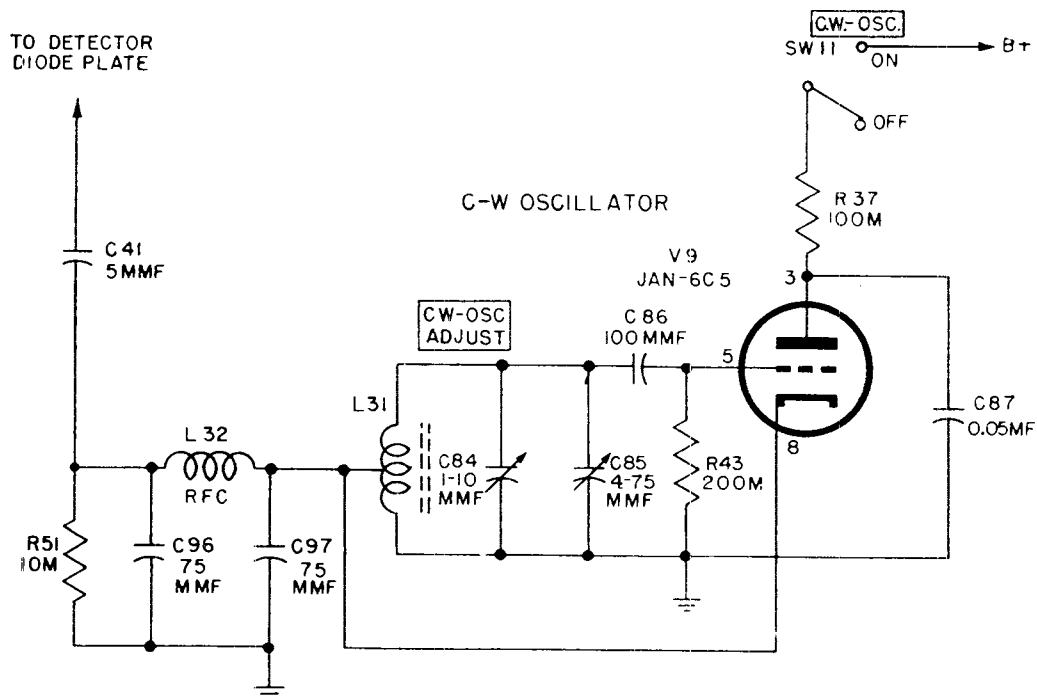 C.W.-OSC.
SW11
ON
B+
OFF
TO DETECTOR
DIODE PLATE
R37
100M
C-W OSCILLATOR
C41
5MMF
V9
JAN-6C5
3
CW-OSC
ADJUST
C86
100MMF
5
L31
C87
0.05MF
8
L32
RFC
C84
1-10
MMF
C85
4-75
MMF
R43
200M
R51
10M
C96
75
MMF
C97
75
MMF